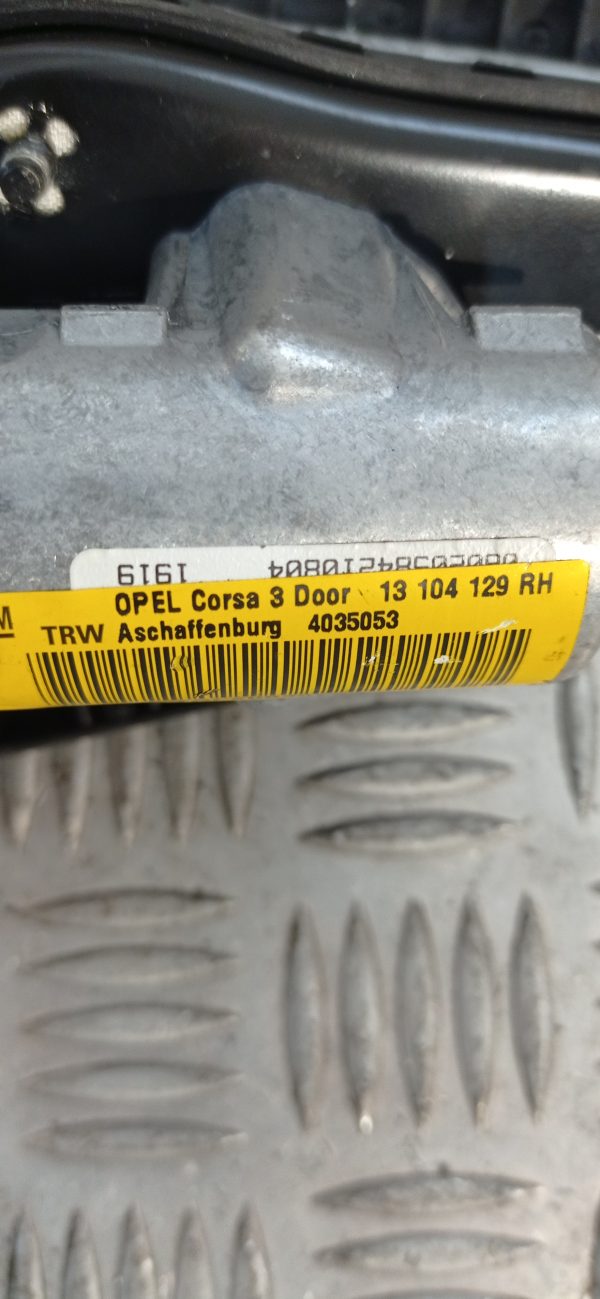 OPEL Corsa 3 Door 13 104 129 RH
TRW Aschaffenburg 4035053
1919